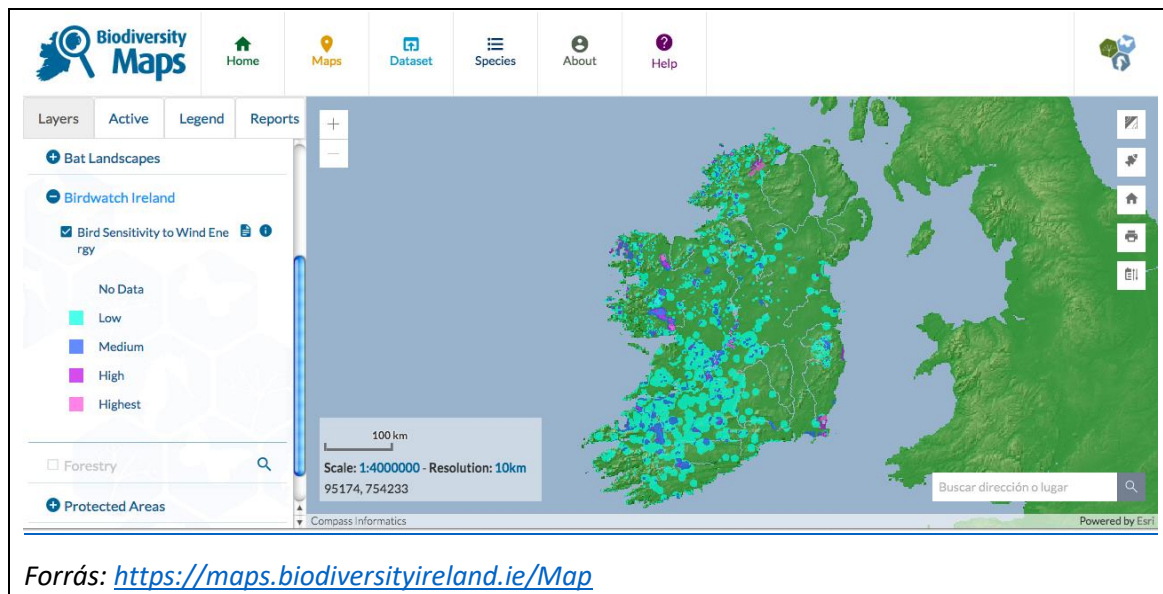 Biodiversity
Maps
Home
Maps
Dataset
Species
About
Help
Layers
Active
Legend
Reports
Bat Landscapes
Birdwatch Ireland
Bird Sensitivity to Wind Ene
rgy
No Data
Low
Medium
High
Highest
Forestry
Protected Areas
100 km
Scale: 1:4000000 - Resolution: 10km
95174, 754233
Compass Informatics
Buscar dirección o lugar
Powered by Esri
Forrás: https://maps.biodiversityireland.ie/Map